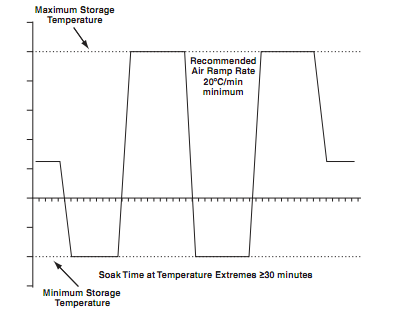 Maximum Storage
Temperature
Recommended
Air Ramp Rate
20°C/min
minimum
Soak Time at Temperature Extremes ≥30 minutes
Minimum Storage
Temperature